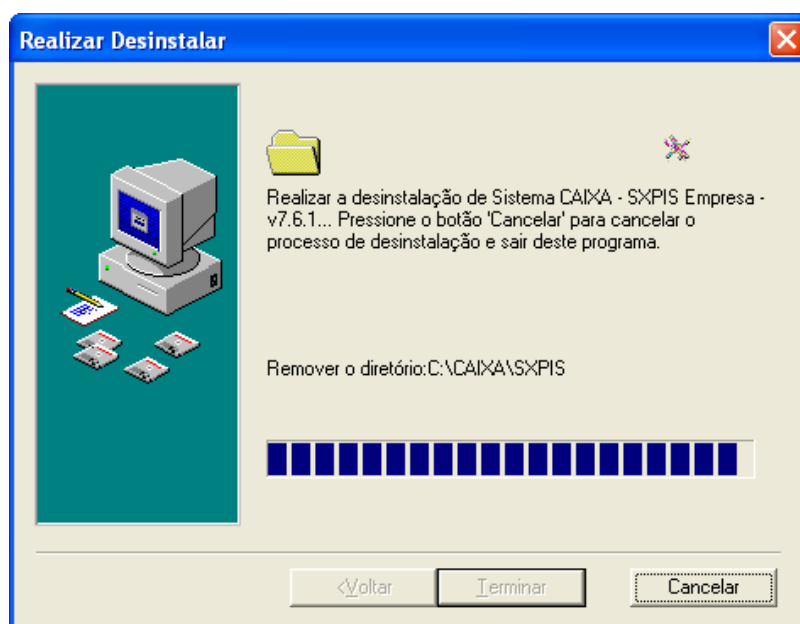 Realizar Desinstalar
Realizar a desinstalação de Sistema CAIXA - SXPIS Empresa -
v7.6.1... Pressione o botão 'Cancelar' para cancelar o
processo de desinstalação e sair deste programa.
Remover o diretório:C:\CAIXA\SXPIS
<Voltar
Terminar
Cancelar